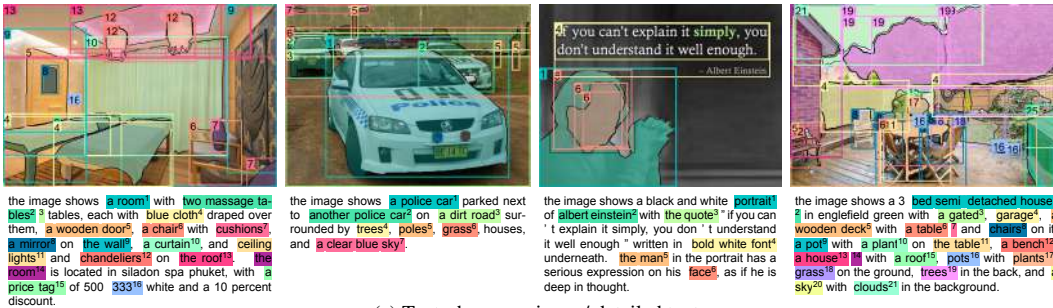 If you can't explain it simply, you
don't understand it well enough.
– Albert Einstein
Police
the image shows a room1 with two massage ta-
bles2 3 tables, each with blue cloth4 draped over
them, a wooden door5, a chair6 with cushions7,
a mirror8 on the wall9, a curtain10, and ceiling
lights11 and chandeliers12 on the roof13. the
room14 is located in siladon spa phuket, with a
price tag15 of 500 33316 white and a 10 percent
discount.
the image shows a police car1 parked next
to another police car2 on a dirt road3 sur-
rounded by trees4, poles5, grass6, houses,
and a clear blue sky7.
the image shows a black and white portrait1
of albert einstein2 with the quote3 " if you can
' t explain it simply, you don ' t understand
it well enough " written in bold white font4
underneath. the man5 in the portrait has a
serious expression on his face6, as if he is
deep in thought.
the image shows a 3 bed semi detached house
2 in englefield green with a gated3, garage4, a
wooden deck5 with a table6 7 and chairs8 on it
a pot9 with a plant10 on the table11, a bench12
a house13 14 with a roof15, pots16 with plants17
grass18 on the ground, trees19 in the back, and a
sky20 with clouds21 in the background.